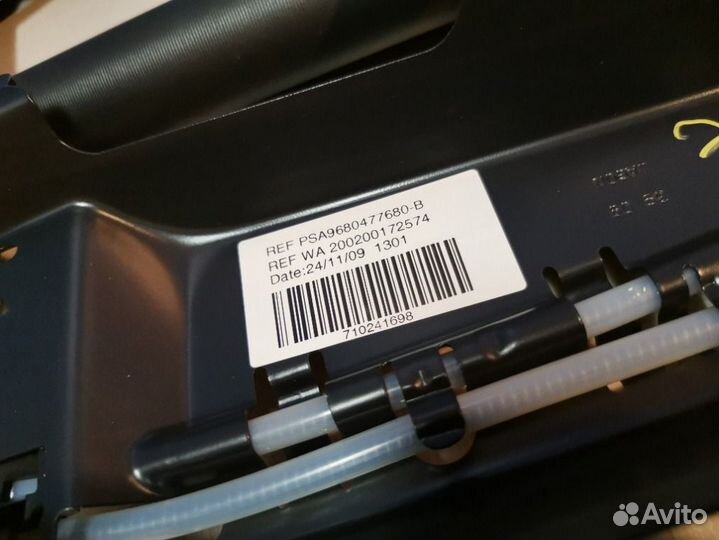 REF PSA9680477680-B
REF WA 200200172574
Date:24/11/09 1301
710241698
Avito